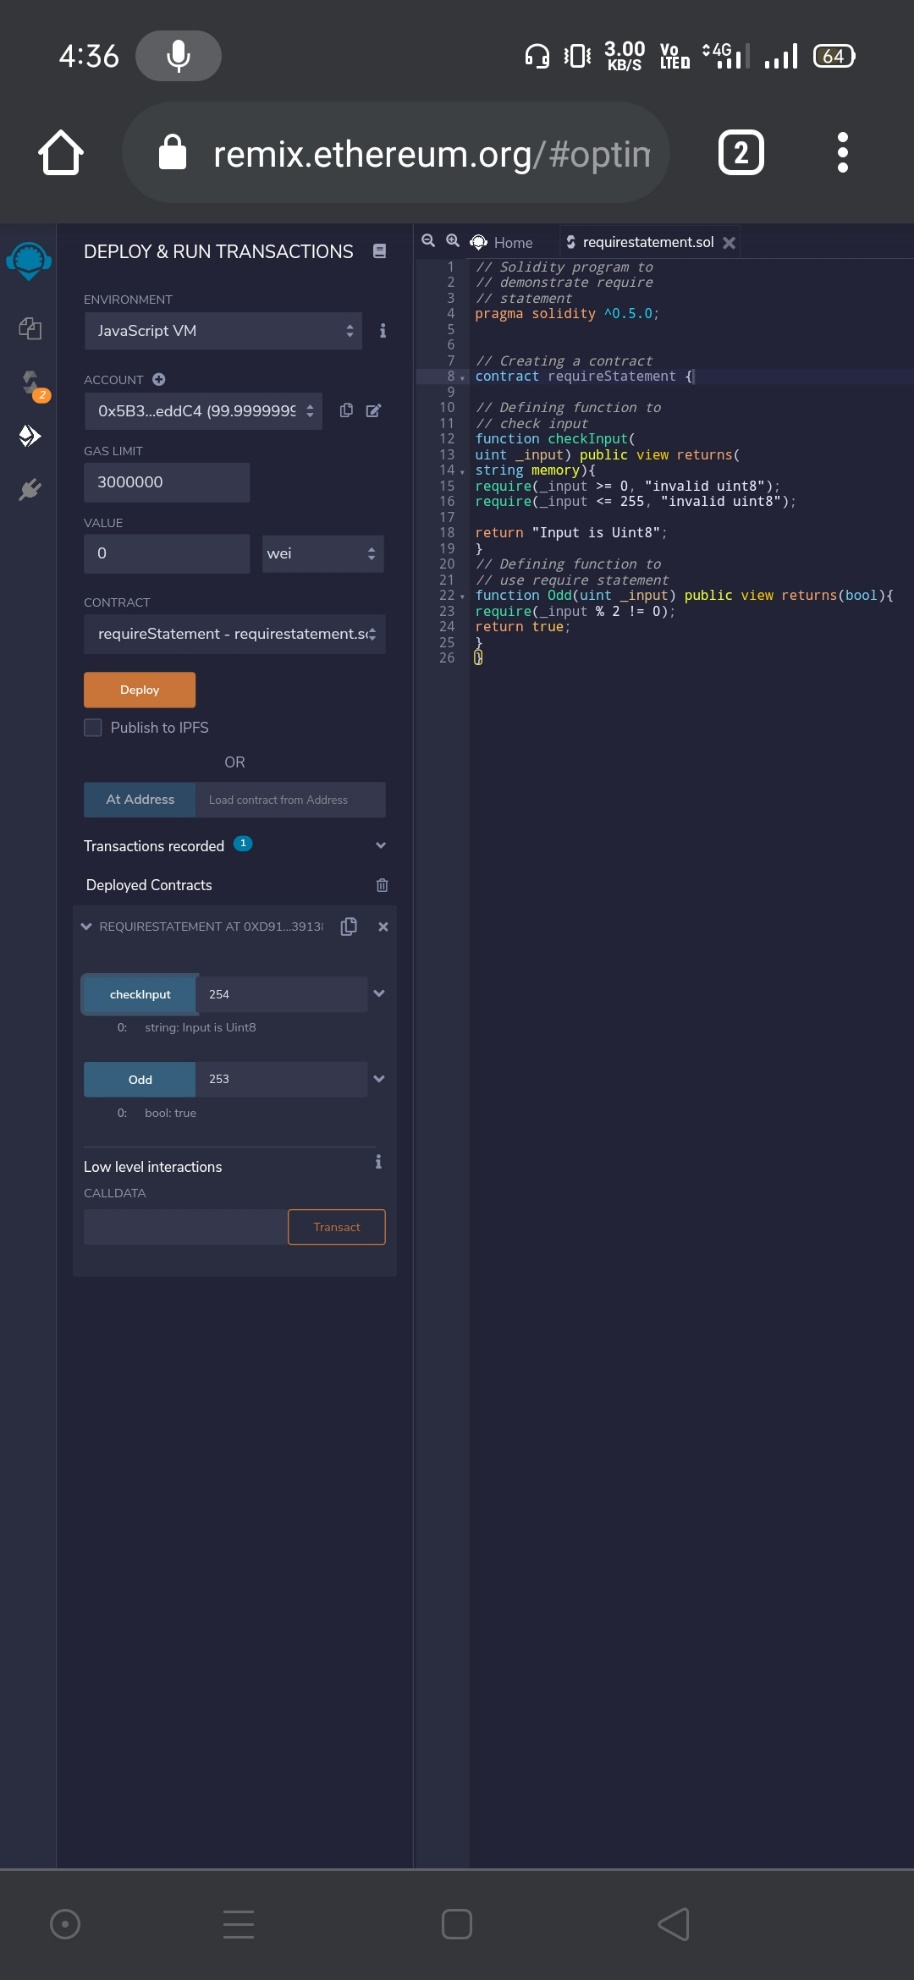 4:36
3.00
KB/S
Vo
LTE
4G
64
remix.ethereum.org/#optin
2
DEPLOY & RUN TRANSACTIONS
ENVIRONMENT
JavaScript VM
ACCOUNT
0x5B3...eddC4 (99.9999999
2
GAS LIMIT
3000000
VALUE
0
wei
CONTRACT
requireStatement - requirestatement.so
Deploy
Publish to IPFS
OR
At Address
Load contract from Address
Transactions recorded 1
Deployed Contracts
REQUIRESTATEMENT AT 0XD91...39138
checkInput
254
0: string: Input is Uint8
Odd
253
0: bool: true
Low level interactions
CALLDATA
Transact
Home
requirestatement.sol
1 // Solidity program to
2 // demonstrate require
3 // statement
4 pragma solidity ^0.5.0;
5
6
7 // Creating a contract
8 contract requireStatement {
9
10 // Defining function to
11 // check input
12 function checkInput(
13 uint _input) public view returns(
14 string memory){
15 require(_input >= 0, "invalid uint8");
16 require(_input <= 255, "invalid uint8");
17
18 return "Input is Uint8";
19 }
20 // Defining function to
21 // use require statement
22 function Odd(uint _input) public view returns(bool){
23 require(_input % 2 != 0);
24 return true;
25 }
26 }